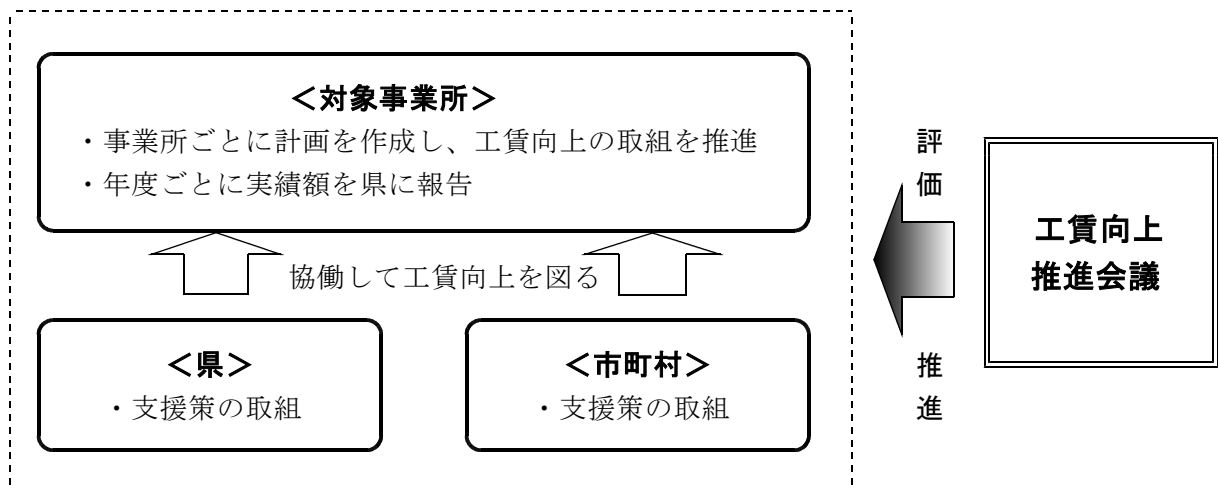 ＜対象事業所＞
・事業所ごとに計画を作成し、工賃向上の取組を推進
・年度ごとに実績額を県に報告
協働して工賃向上を図る
＜県＞
・支援策の取組
＜市町村＞
・支援策の取組
評価
推進
工賃向上
推進会議